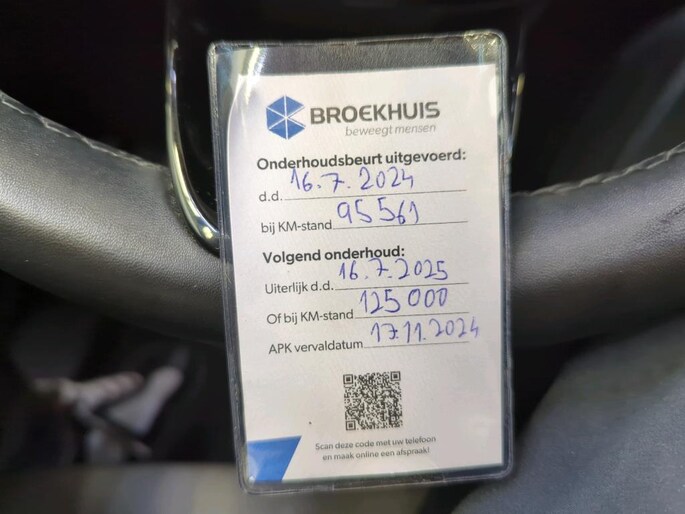 BROEKHUIS
beweegt mensen
Onderhoudsbeurt uitgevoerd:
d.d. 16.7.2024
bij KM-stand 95561
Volgend onderhoud:
Uiterlijk d.d. 16.7.2025
Of bij KM-stand 125000
APK vervaldatum 17.11.2024
Scan deze code met uw telefoon
en maak online een afspraak!